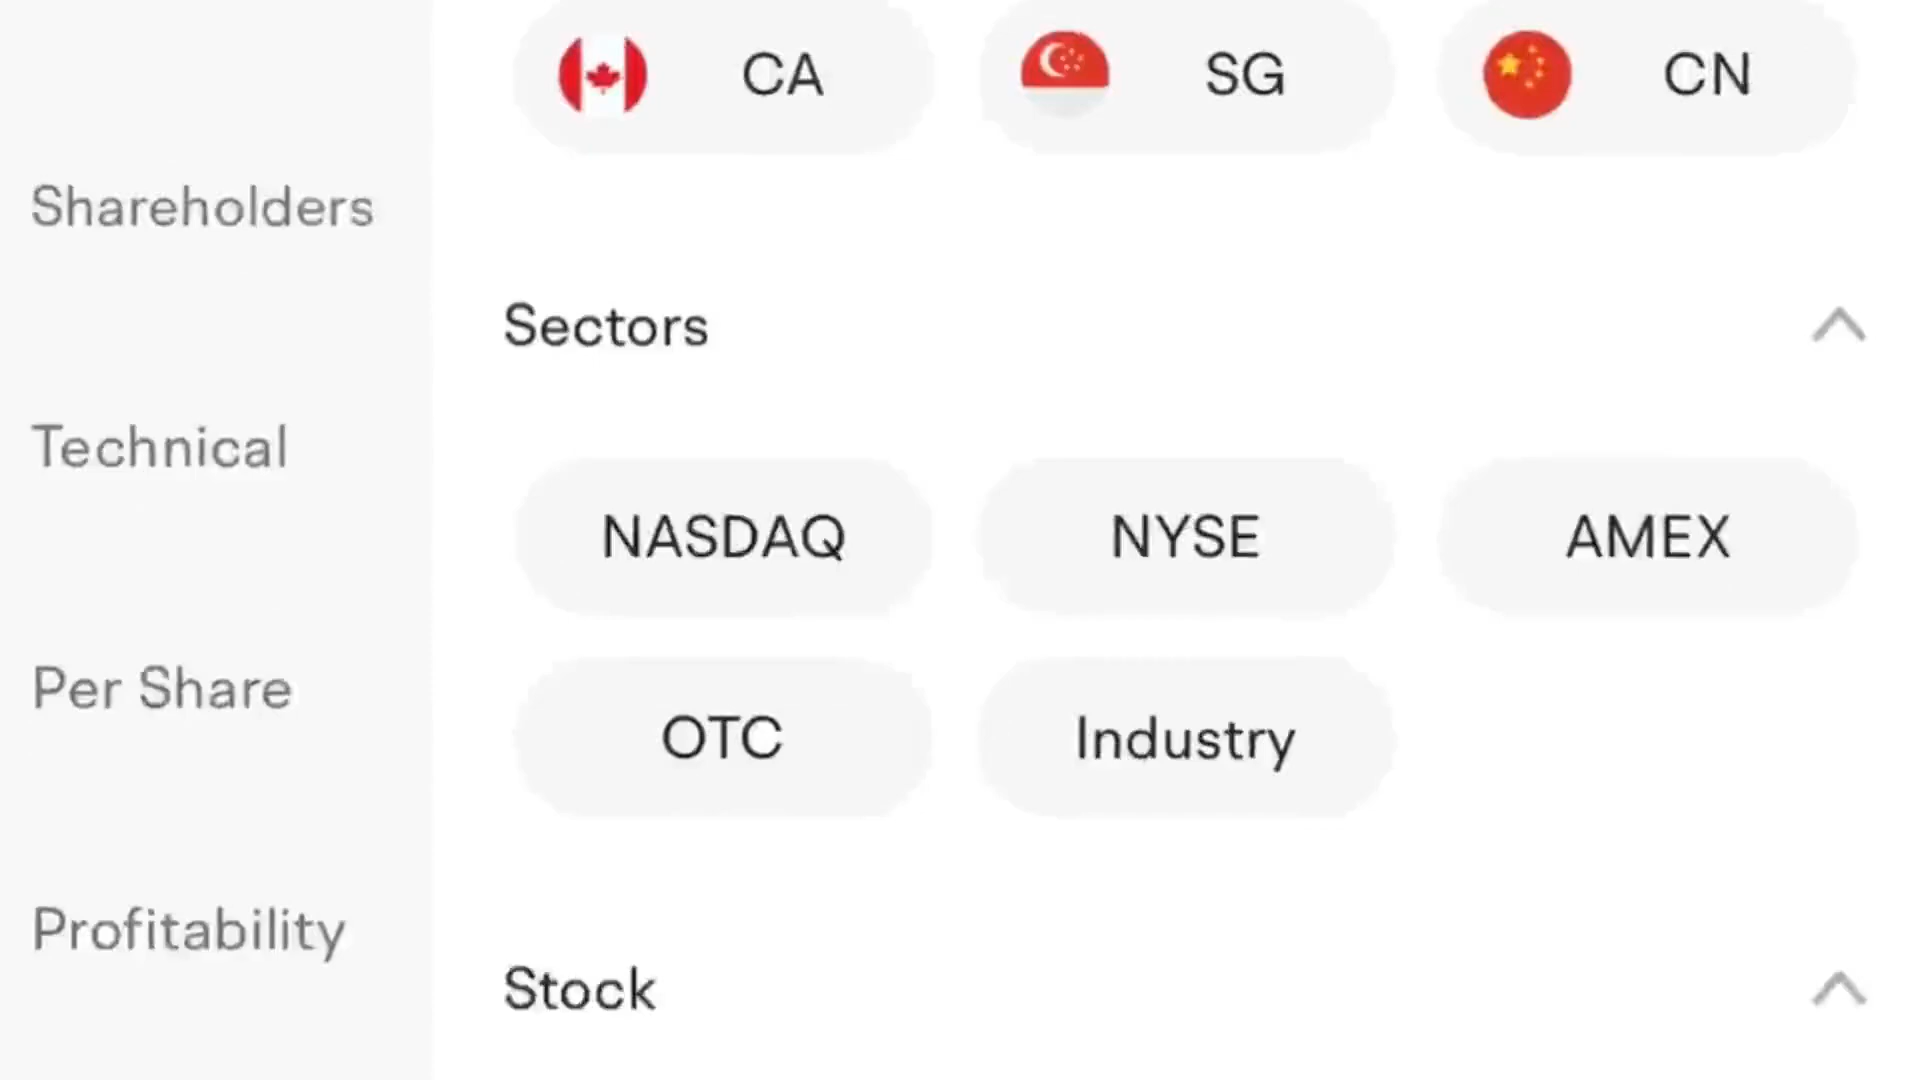 CA
SG
CN
Shareholders
Technical
Per Share
Profitability
Sectors
NASDAQ
NYSE
AMEX
OTC
Industry
Stock